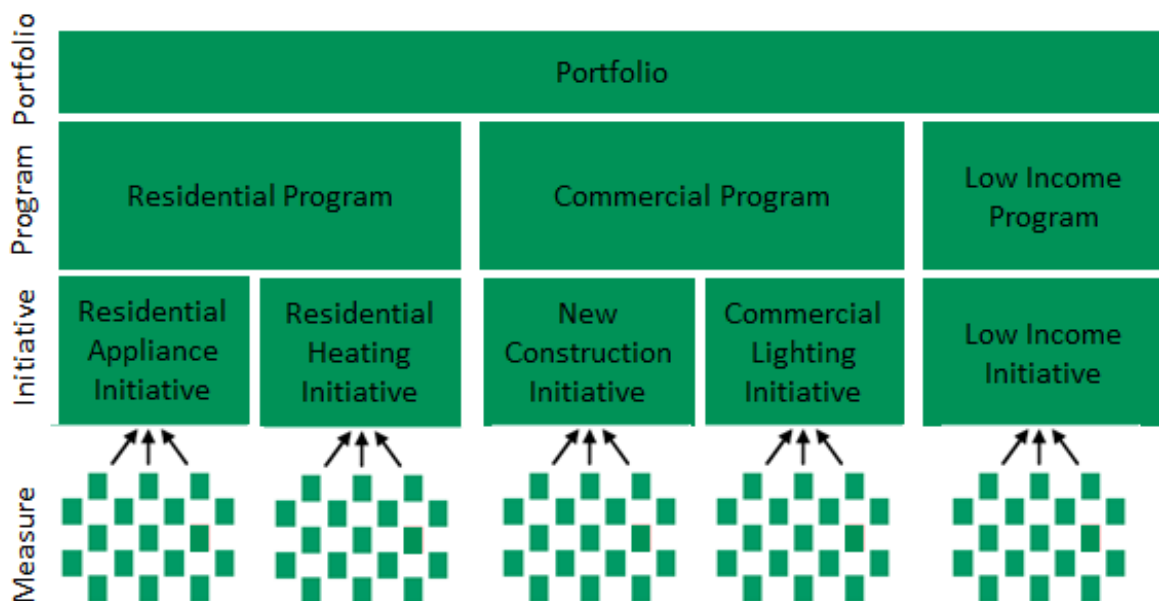 Portfolio
Portfolio
Program
Residential Program
Commercial Program
Low Income
Program
Initiative
Residential
Appliance
Initiative
Residential
Heating
Initiative
New
Construction
Initiative
Commercial
Lighting
Initiative
Low Income
Initiative
Measure